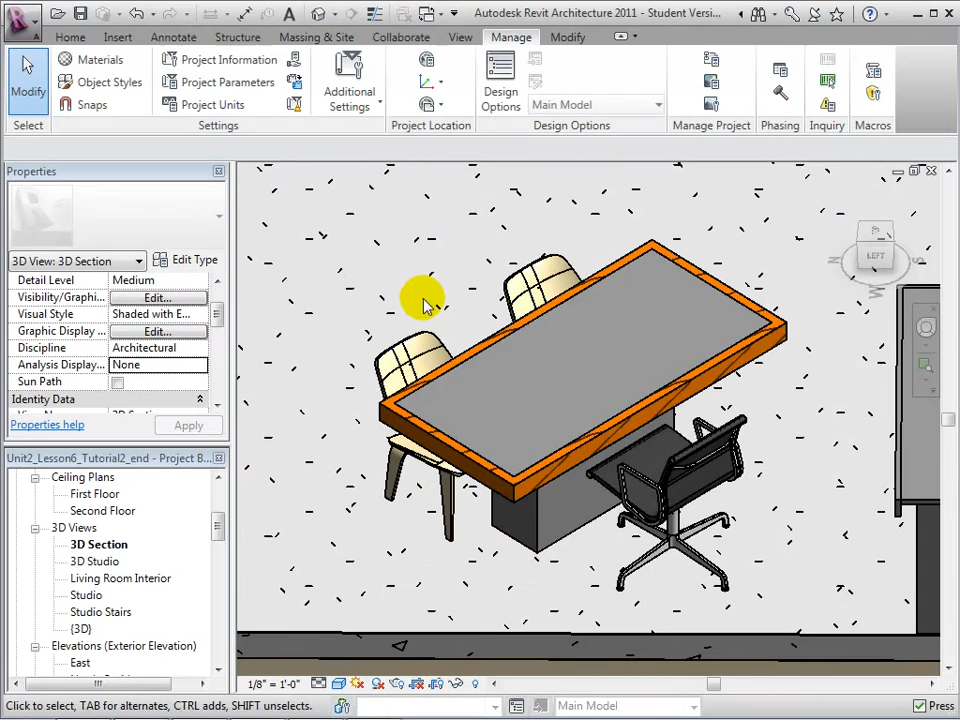 Autodesk Revit Architecture 2011 - Student Versi...
Home Insert Annotate Structure Massing & Site Collaborate View Manage Modify
Modify
Materials
Object Styles
Snaps
Project Information
Project Parameters
Project Units
Additional Settings
Design Options
Main Model
Select Settings Project Location Design Options Manage Project Phasing Inquiry Macros
Properties
3D View: 3D Section Edit Type
Detail Level Medium
Visibility/Graphi... Edit...
Visual Style Shaded with E...
Graphic Display ... Edit...
Discipline Architectural
Analysis Display... None
Sun Path
Identity Data
Properties help Apply
Unit2_Lesson6_Tutorial2_end - Project B...
Ceiling Plans
First Floor
Second Floor
3D Views
3D Section
3D Studio
Living Room Interior
Studio
Studio Stairs
{3D}
Elevations (Exterior Elevation)
East
LEFT
1/8" = 1'-0"
Click to select, TAB for alternates, CTRL adds, SHIFT unselects.
Main Model
Press